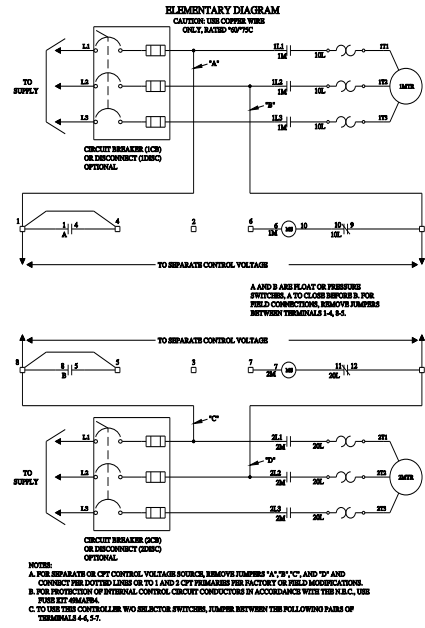 ELEMENTARY DIAGRAM
CAUTION: USE COPPER WIRE
ONLY, RATED "60/"75C
L1 1L1 1M 10L 1T1
"A"
TO
SUPPLY
L2 1L2 1M 10L 1T2 1MTR
"B"
L3 1L3 1M 10L 1T3
CIRCUIT BREAKER (1CB)
OR DISCONNECT (1DISC)
OPTIONAL
1 1 4 4 2 6 6 10 10 9
A 1M 10L
TO SEPARATE CONTROL VOLTAGE
A AND B ARE FLOAT OR PRESSURE
SWITCHES, A TO CLOSE BEFORE B. FOR
FIELD CONNECTIONS, REMOVE JUMPERS
BETWEEN TERMINALS 1-4, 8-5.
TO SEPARATE CONTROL VOLTAGE
8 8 5 5 3 7 7 11 12
B 2M 20L
"C"
L1 2L1 2M 20L 2T1
"D"
TO
SUPPLY
L2 2L2 2M 20L 2T2 2MTR
L3 2L3 2M 20L 2T3
CIRCUIT BREAKER (2CB)
OR DISCONNECT (2DISC)
OPTIONAL
NOTES:
A. FOR SEPARATE OR CPT CONTROL VOLTAGE SOURCE, REMOVE JUMPERS "A","B","C", AND "D" AND
CONNECT PER DOTTED LINES OR TO 1 AND 2 CPT PRIMARIES PER FACTORY OR FIELD MODIFICATIONS.
B. FOR PROTECTION OF INTERNAL CONTROL CIRCUIT CONDUCTORS IN ACCORDANCE WITH THE N.E.C., USE
FUSE KIT 49MAFB4.
C. TO USE THIS CONTROLLER W/O SELECTOR SWITCHES, JUMPER BETWEEN THE FOLLOWING PAIRS OF
TERMINALS 4-6, 5-7.